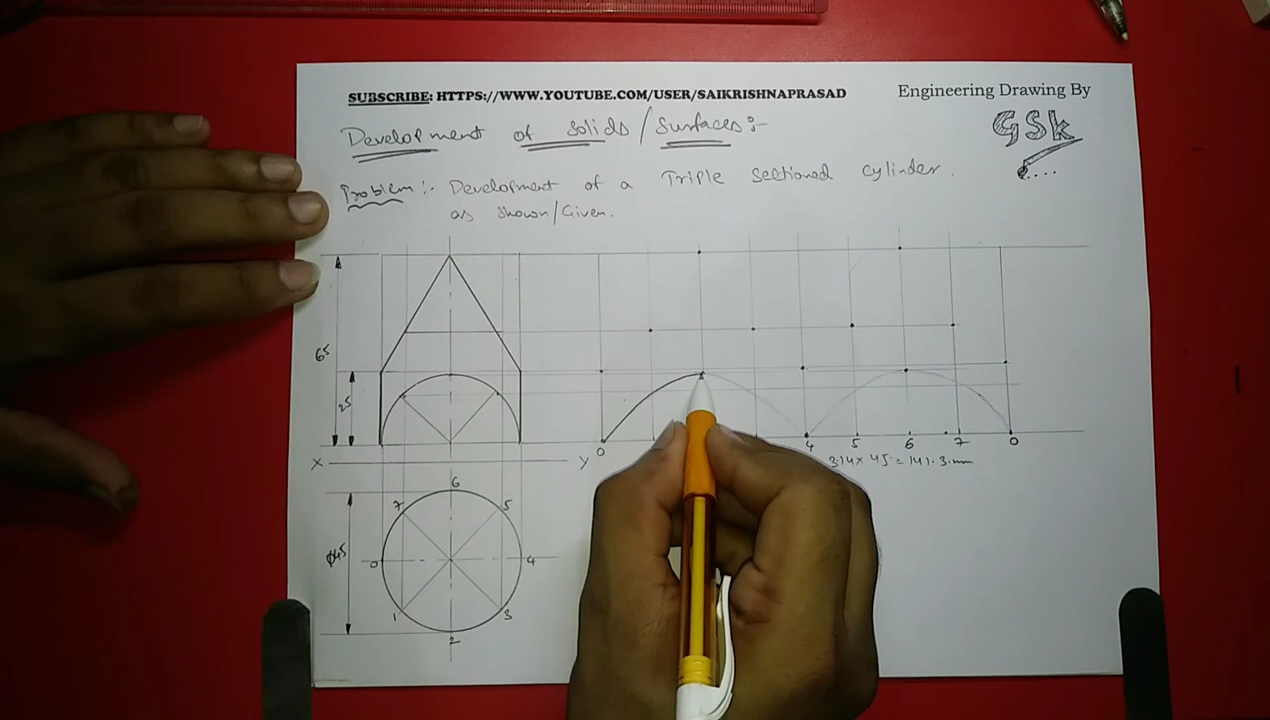 SUBSCRIBE: HTTPS://WWW.YOUTUBE.COM/USER/SAIKRISHNAPRASAD
Engineering Drawing By
GSK
Development of solids/Surfaces:-
Problem:- Development of a Triple sectioned cylinder.
as shown/Given.
65
25
X
Y
0
4
5
6
7
0
3.14 x 45 = 141.3 mm
ϕ45
6
7
5
0
4
1
3
2